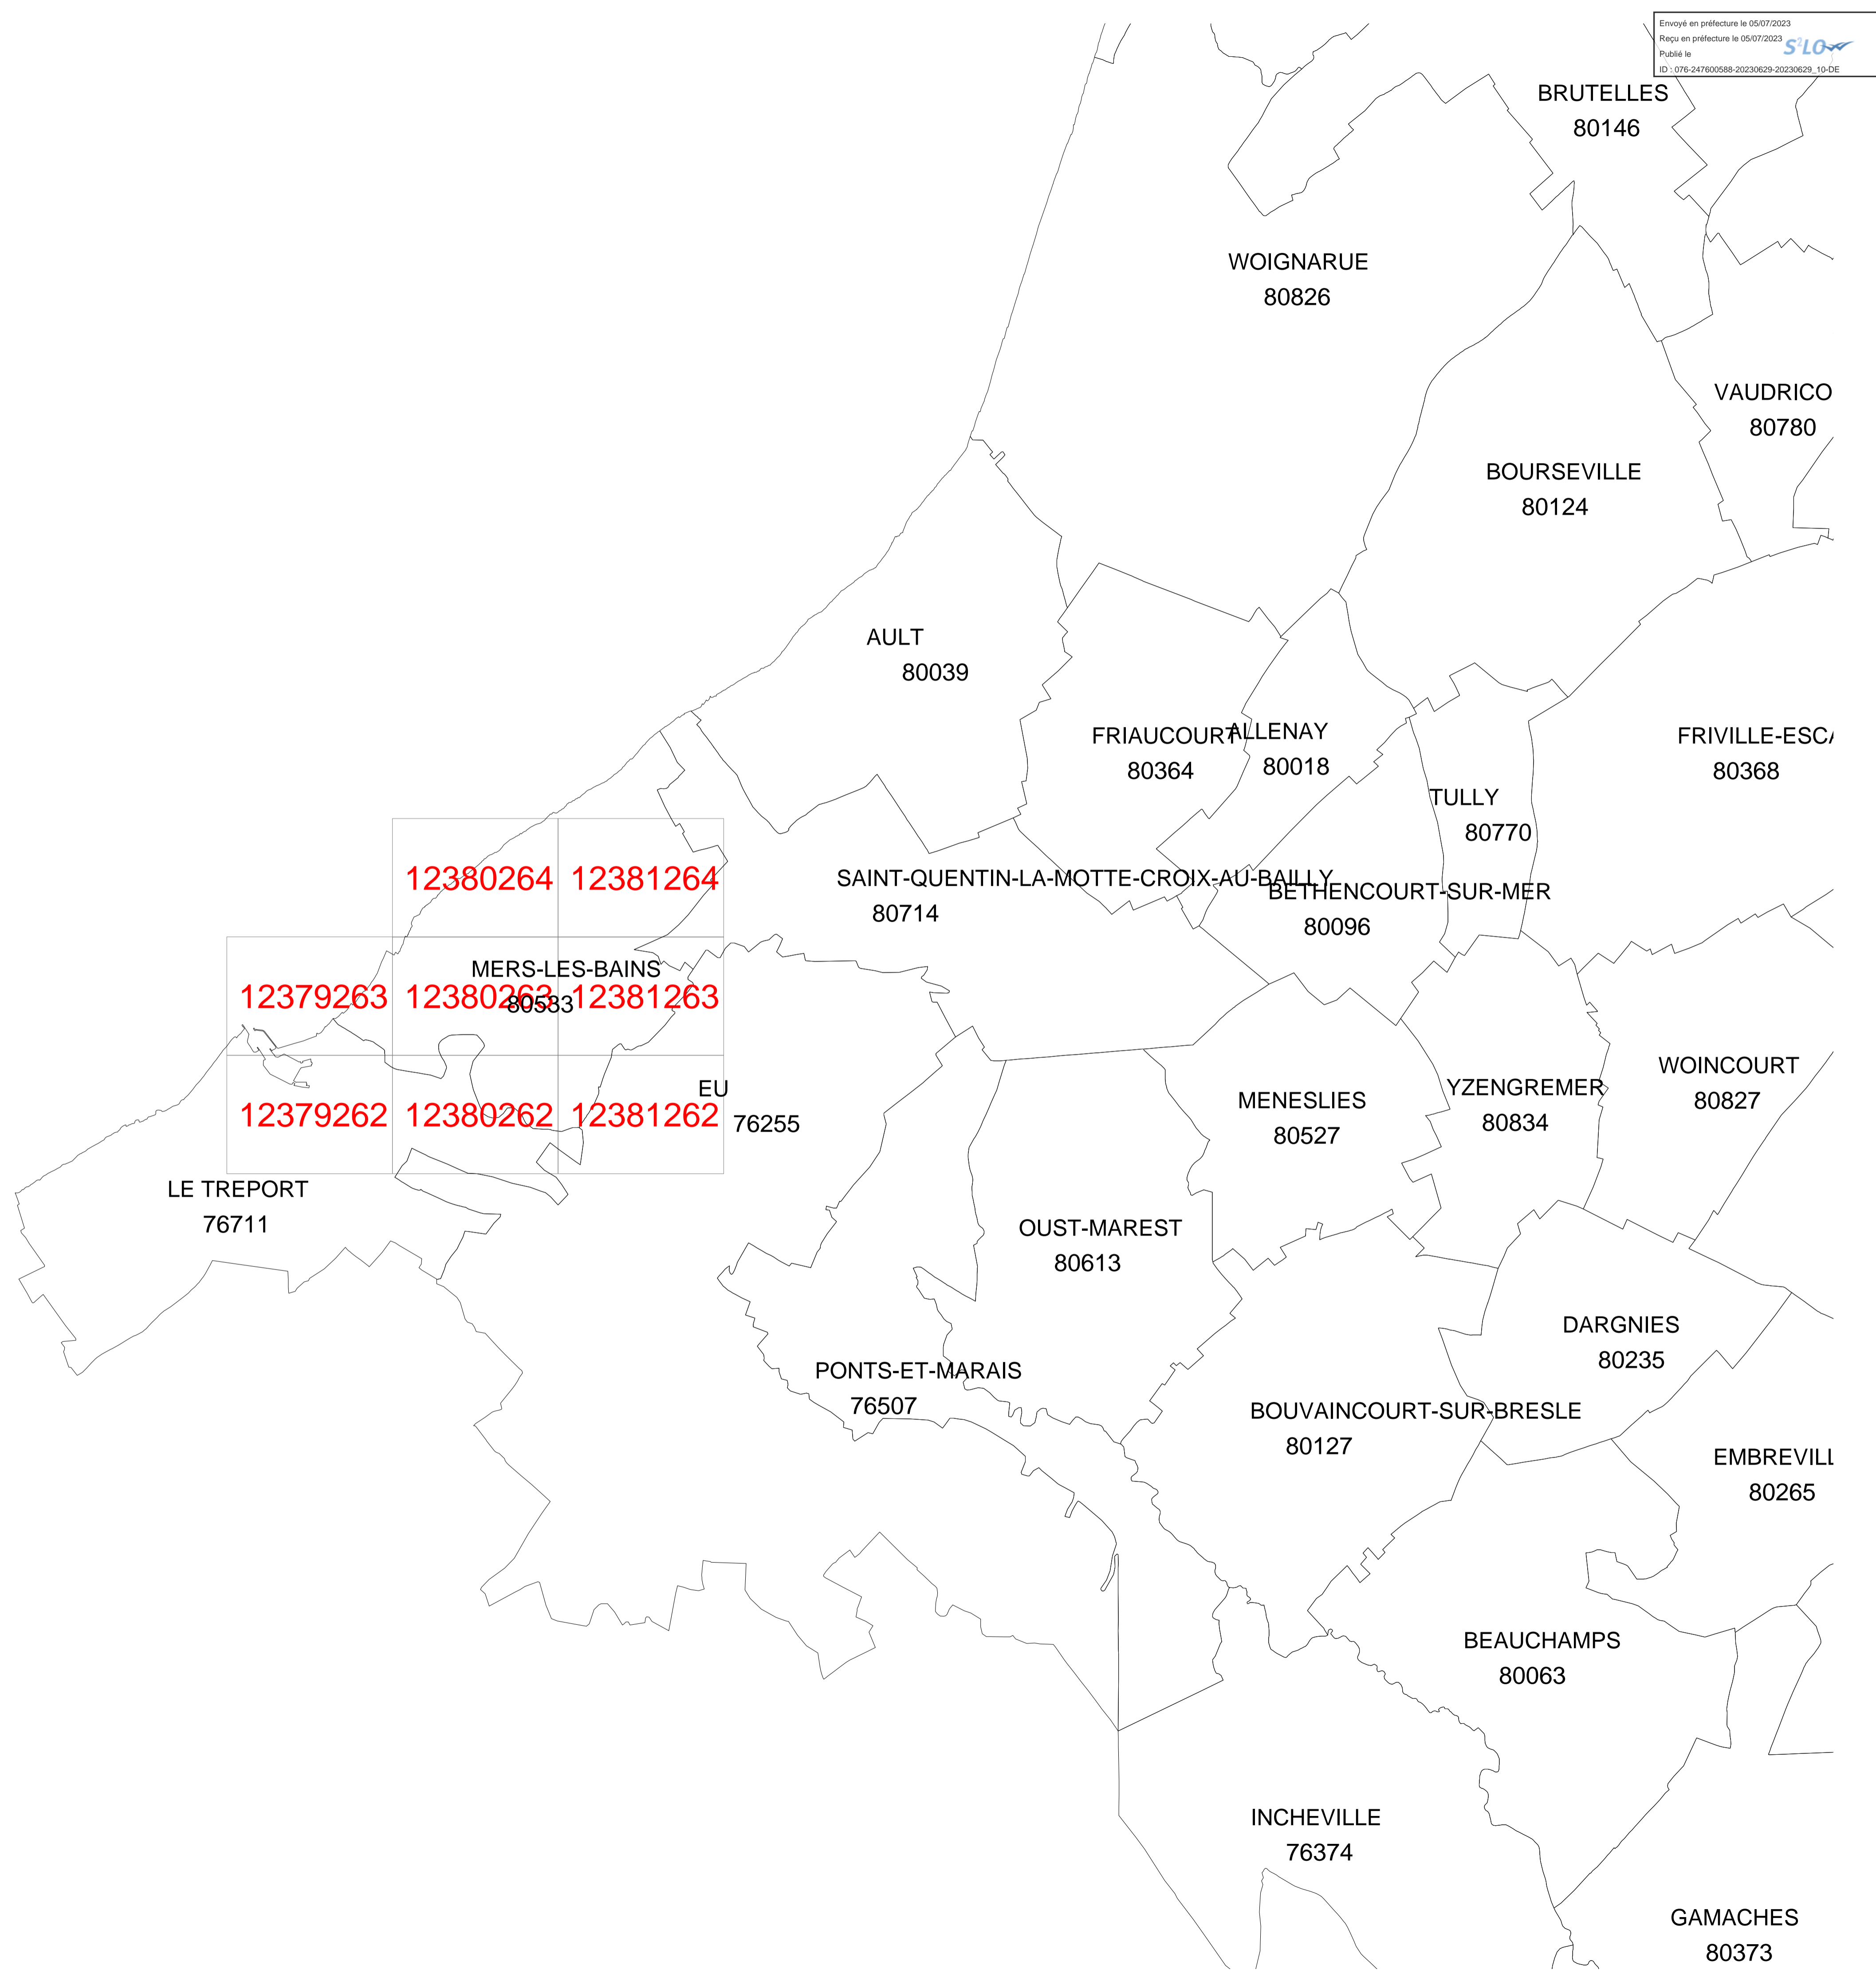 Envoyé en préfecture le 05/07/2023
Reçu en préfecture le 05/07/2023
Publié le
S²LO
ID : 076-247600588-20230629-20230629_10-DE
BRUTELLES
80146
WOIGNARUE
80826
VAUDRICO
80780
BOURSEVILLE
80124
AULT
80039
FRIAUCOURT
80364
ALLENAY
80018
FRIVILLE-ESCA
80368
TULLY
80770
12380264
12381264
SAINT-QUENTIN-LA-MOTTE-CROIX-AU-BAILLY
80714
BETHENCOURT-SUR-MER
80096
MERS-LES-BAINS
80533
12379263
12380263
12381263
WOINCOURT
80827
EU
76255
MENESLIES
80527
YZENGREMER
80834
12379262
12380262
12381262
LE TREPORT
76711
OUST-MAREST
80613
DARGNIES
80235
PONTS-ET-MARAIS
76507
BOUVAINCOURT-SUR-BRESLE
80127
EMBREVILL
80265
BEAUCHAMPS
80063
INCHEVILLE
76374
GAMACHES
80373